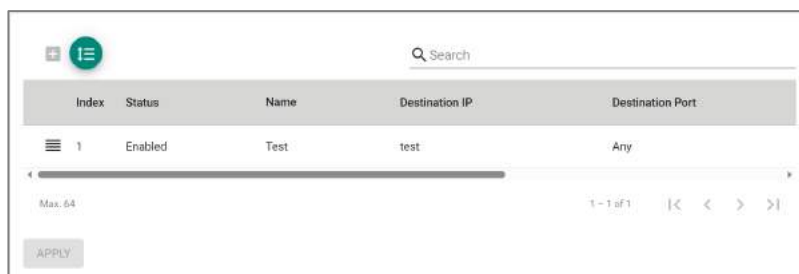 Search
Index Status Name Destination IP Destination Port
1 Enabled Test test Any
Max. 64 1 – 1 of 1
APPLY